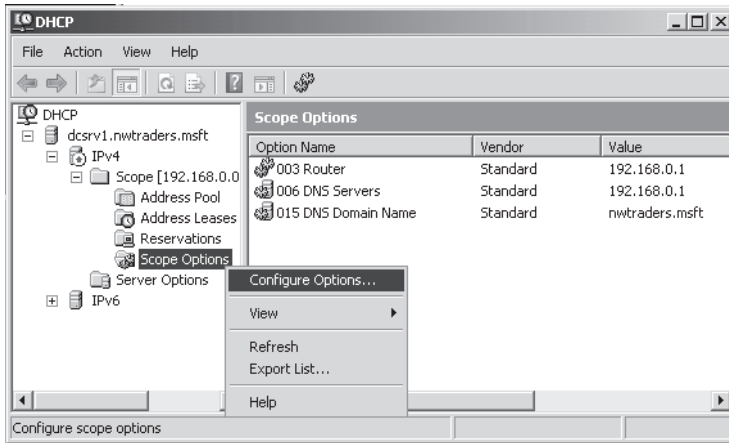 DHCP
File Action View Help
DHCP
dcsrv1.nwtraders.msft
IPv4
Scope [192.168.0.0
Address Pool
Address Leases
Reservations
Scope Options
Server Options
IPv6
Scope Options
Option Name Vendor Value
003 Router Standard 192.168.0.1
006 DNS Servers Standard 192.168.0.1
015 DNS Domain Name Standard nwtraders.msft
Configure Options...
View
Refresh
Export List...
Help
Configure scope options